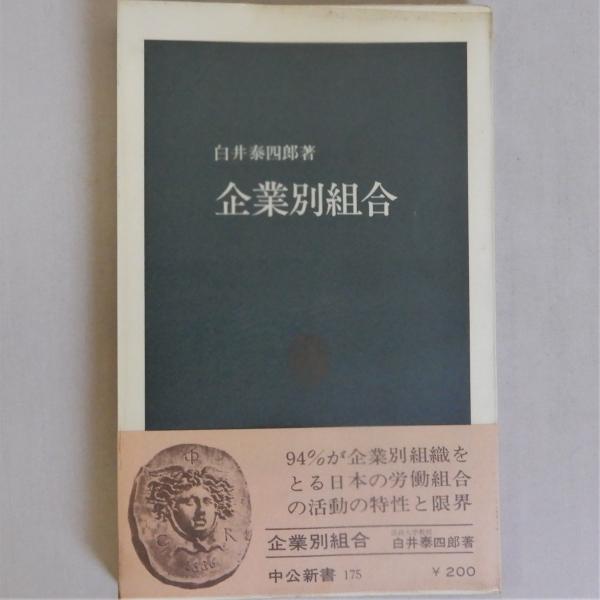 白井泰四郎著
企業別組合
94%が企業別組織を
とる日本の労働組合
の活動の特性と限界
企業別組合 白井泰四郎著
中公新書 175 ￥200